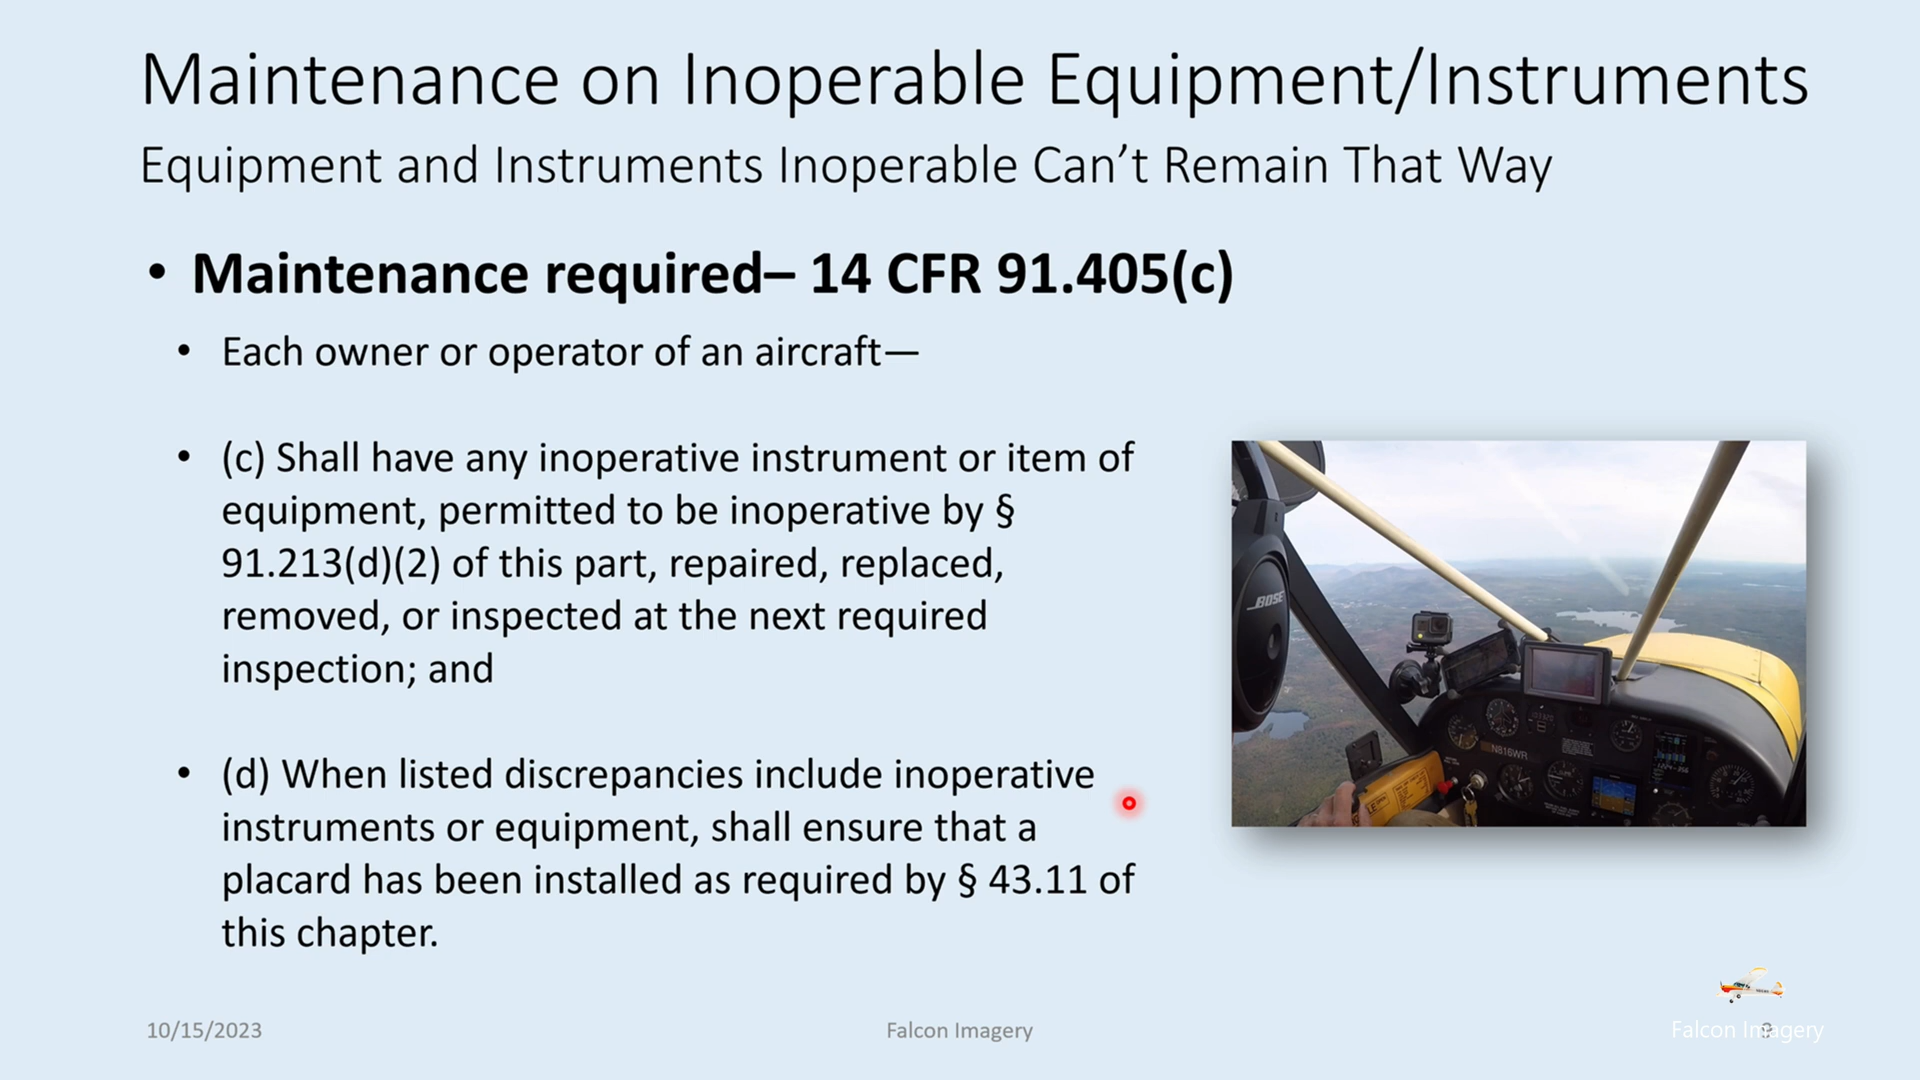 Maintenance on Inoperable Equipment/Instruments
Equipment and Instruments Inoperable Can’t Remain That Way
• Maintenance required– 14 CFR 91.405(c)
• Each owner or operator of an aircraft—
• (c) Shall have any inoperative instrument or item of
equipment, permitted to be inoperative by §
91.213(d)(2) of this part, repaired, replaced,
removed, or inspected at the next required
inspection; and
• (d) When listed discrepancies include inoperative
instruments or equipment, shall ensure that a
placard has been installed as required by § 43.11 of
this chapter.
BOSE
N816WR
10/15/2023
Falcon Imagery
Falcon Imagery